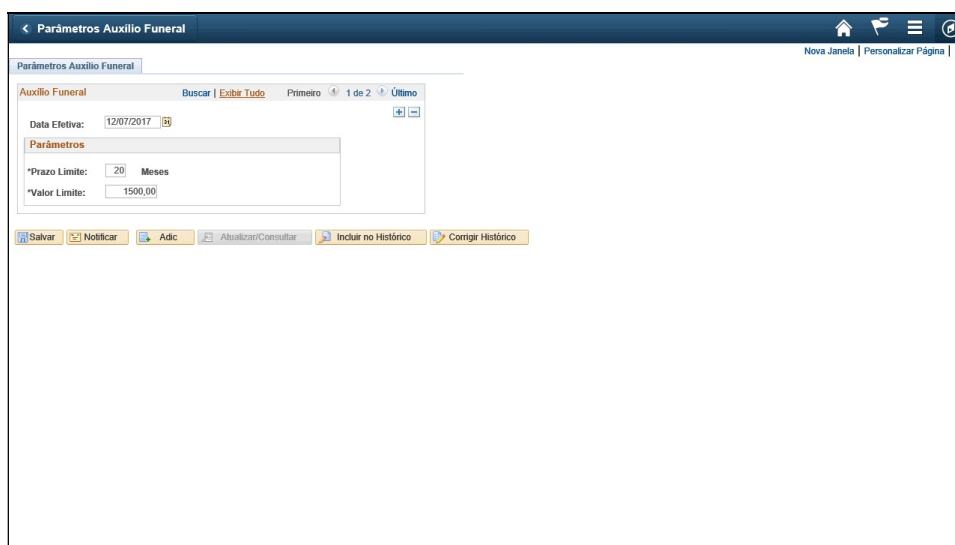 Parâmetros Auxílio Funeral
Nova Janela | Personalizar Página |
Parâmetros Auxílio Funeral
Auxílio Funeral Buscar | Exibir Tudo Primeiro 1 de 2 Último
Data Efetiva: 12/07/2017
Parâmetros
*Prazo Limite: 20 Meses
*Valor Limite: 1500,00
Salvar Notificar Adic Atualizar/Consultar Incluir no Histórico Corrigir Histórico